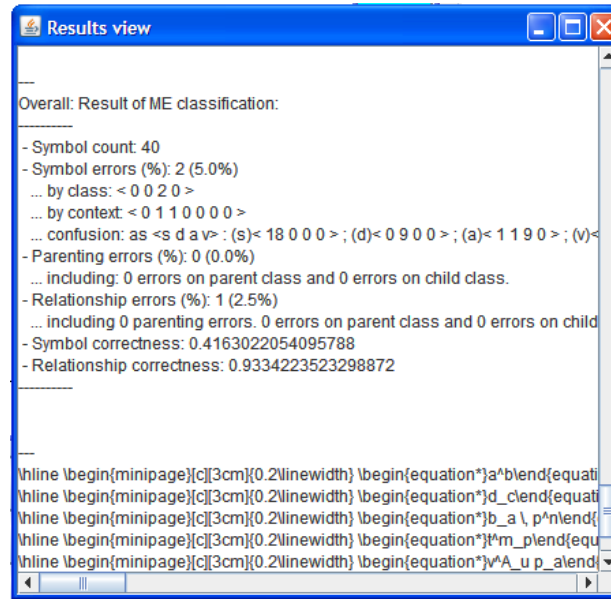 Results view
---
Overall: Result of ME classification:
----------
- Symbol count: 40
- Symbol errors (%): 2 (5.0%)
... by class: < 0 0 2 0 >
... by context: < 0 1 1 0 0 0 0 >
... confusion: as <s d a v> : (s)< 18 0 0 0 > ; (d)< 0 9 0 0 > ; (a)< 1 1 9 0 > ; (v)<
- Parenting errors (%): 0 (0.0%)
... including: 0 errors on parent class and 0 errors on child class.
- Relationship errors (%): 1 (2.5%)
... including 0 parenting errors. 0 errors on parent class and 0 errors on child
- Symbol correctness: 0.4163022054095788
- Relationship correctness: 0.9334223523298872
----------
---
\hline \begin{minipage}[c][3cm]{0.2\linewidth} \begin{equation*}a^b\end{equati
\hline \begin{minipage}[c][3cm]{0.2\linewidth} \begin{equation*}d_c\end{equati
\hline \begin{minipage}[c][3cm]{0.2\linewidth} \begin{equation*}b_a \, p^n\end{
\hline \begin{minipage}[c][3cm]{0.2\linewidth} \begin{equation*}t^m_p\end{equ
\hline \begin{minipage}[c][3cm]{0.2\linewidth} \begin{equation*}v^A_u p_a\end{